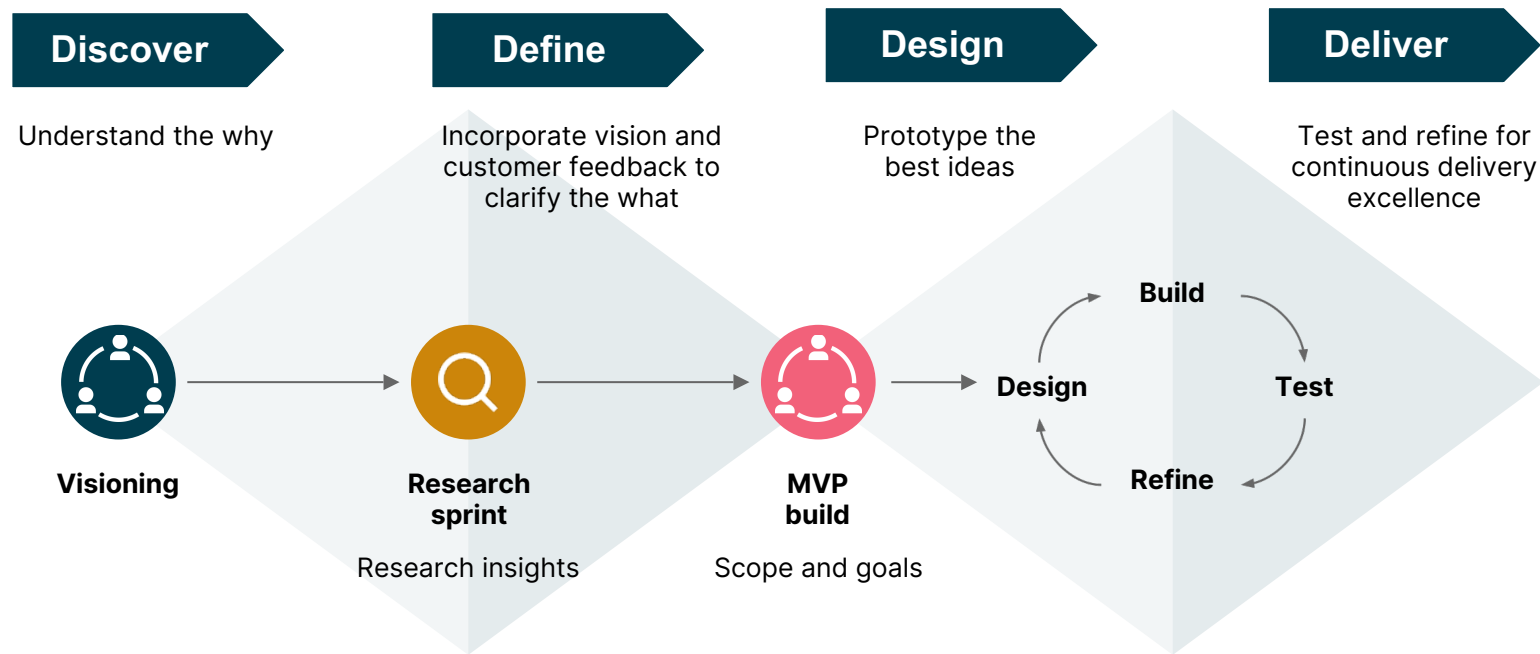 Discover
Define
Design
Deliver
Understand the why
Incorporate vision and
customer feedback to
clarify the what
Prototype the
best ideas
Test and refine for
continuous delivery
excellence
Visioning
Research
sprint
Research insights
MVP
build
Scope and goals
Build
Design
Test
Refine